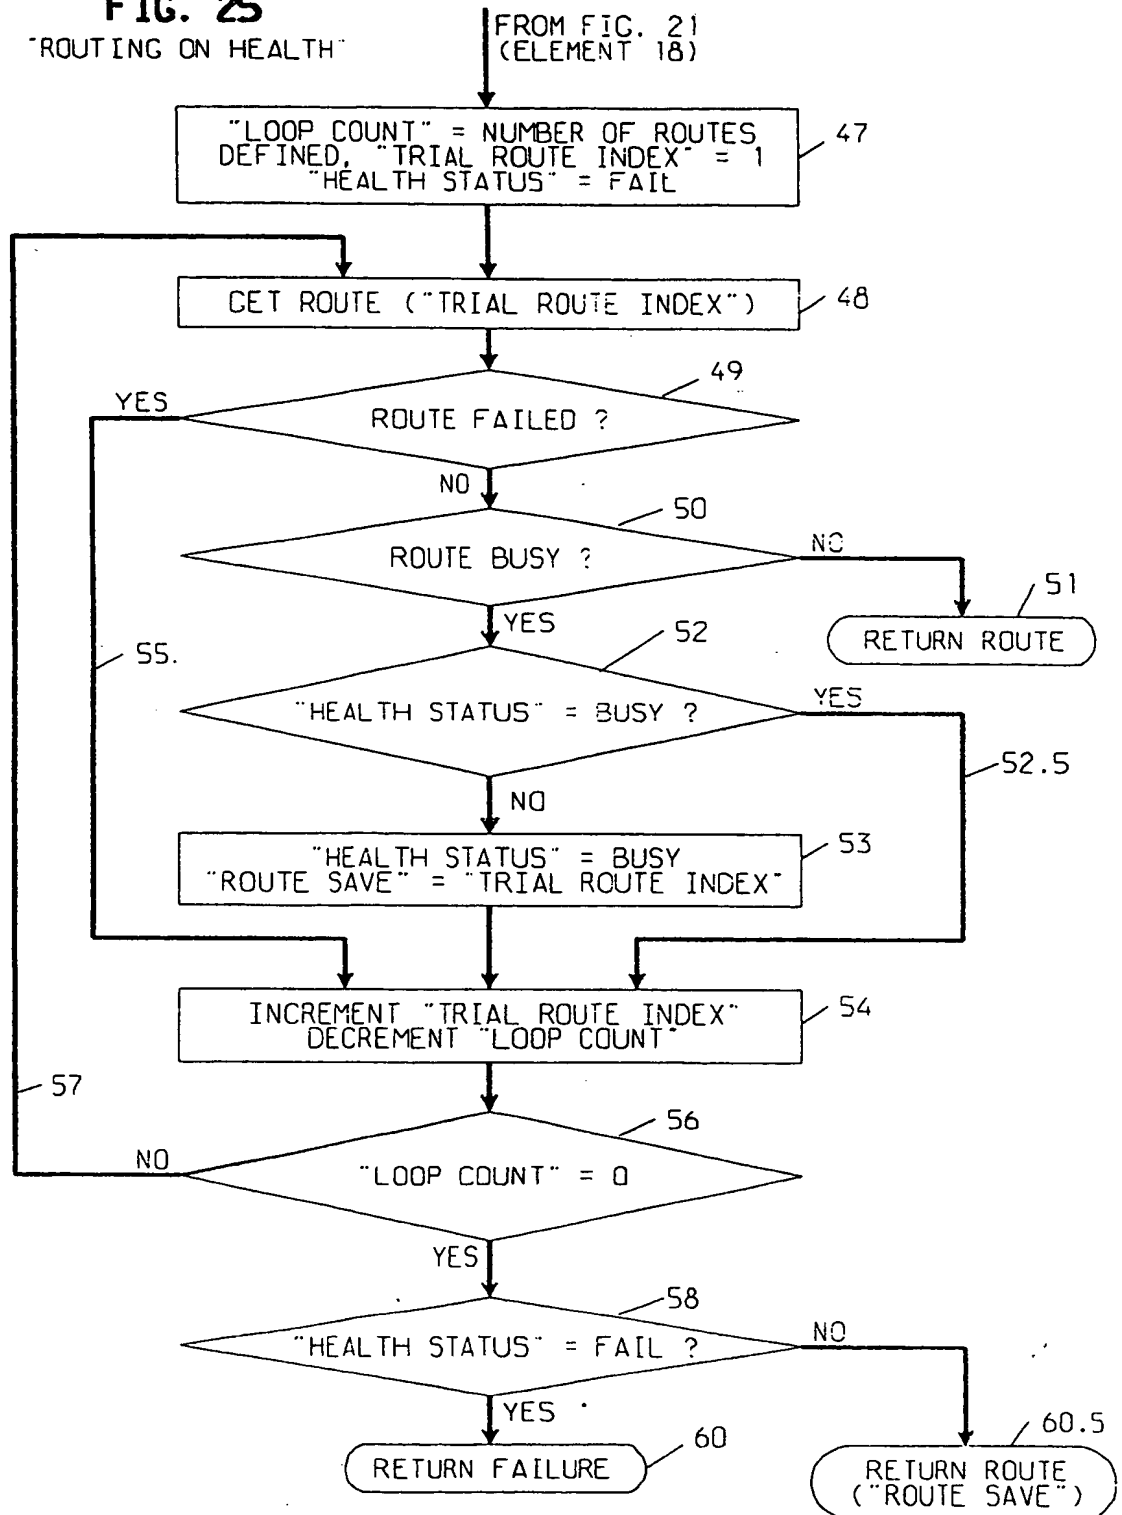 FIG. 25
"ROUTING ON HEALTH"
FROM FIG. 21
(ELEMENT 18)
"LOOP COUNT" = NUMBER OF ROUTES
DEFINED, "TRIAL ROUTE INDEX" = 1
"HEALTH STATUS" = FAIL
47
GET ROUTE ("TRIAL ROUTE INDEX")
48
49
YES
ROUTE FAILED ?
NO
50
ROUTE BUSY ?
NO
51
RETURN ROUTE
YES
52
55.
"HEALTH STATUS" = BUSY ?
YES
52.5
NO
"HEALTH STATUS" = BUSY
"ROUTE SAVE" = "TRIAL ROUTE INDEX"
53
INCREMENT "TRIAL ROUTE INDEX"
DECREMENT "LOOP COUNT"
54
57
56
NO
"LOOP COUNT" = 0
YES
58
"HEALTH STATUS" = FAIL ?
NO
YES
60
RETURN FAILURE
60.5
RETURN ROUTE
("ROUTE SAVE")